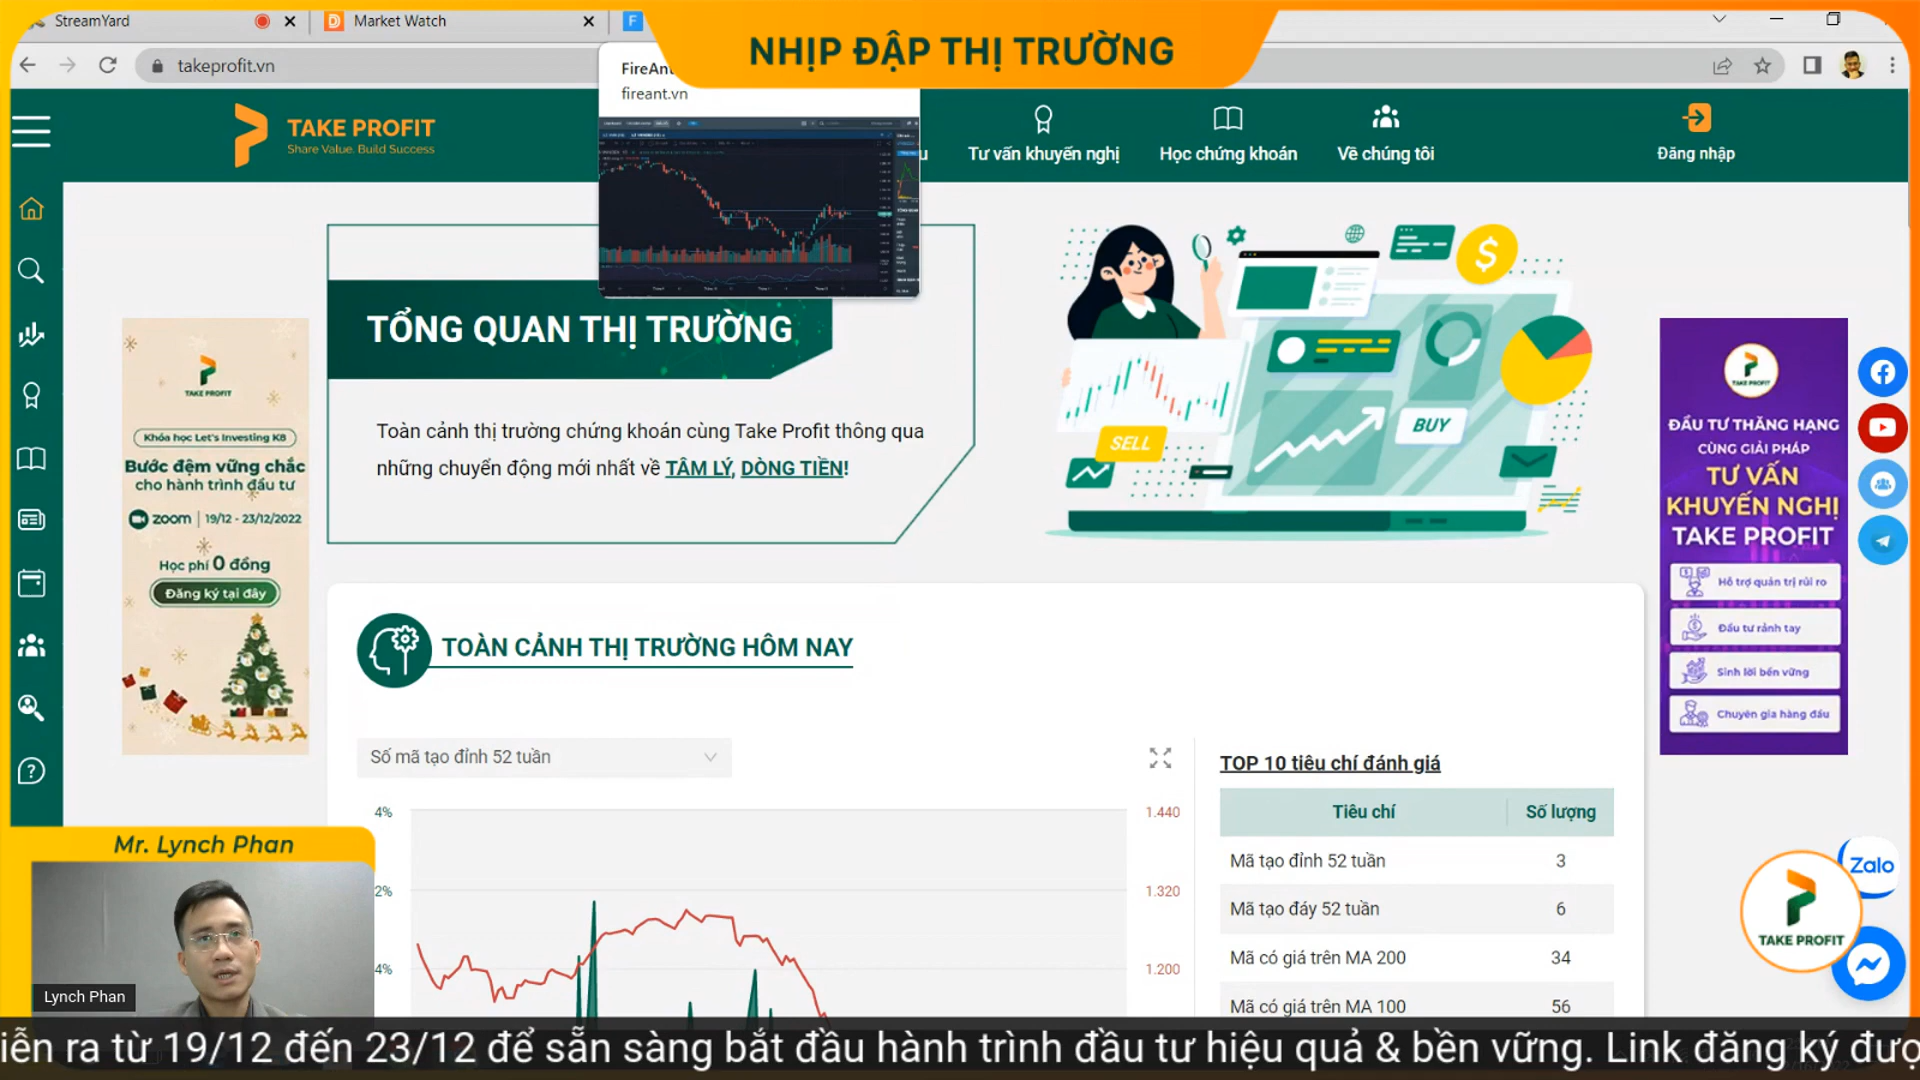 StreamYard
Market Watch
NHỊP ĐẬP THỊ TRƯỜNG
takeprofit.vn
FireAnt
fireant.vn
TAKE PROFIT
Share Value. Build Success
Tư vấn khuyến nghị
Học chứng khoán
Về chúng tôi
Đăng nhập
TỔNG QUAN THỊ TRƯỜNG
Toàn cảnh thị trường chứng khoán cùng Take Profit thông qua
những chuyển động mới nhất về TÂM LÝ, DÒNG TIỀN!
SELL
BUY
$
TAKE PROFIT
Khóa học Let's Investing K8
Bước đệm vững chắc
cho hành trình đầu tư
zoom | 19/12 - 23/12/2022
Học phí 0 đồng
Đăng ký tại đây
TAKE PROFIT
ĐẦU TƯ THĂNG HẠNG
CÙNG GIẢI PHÁP
TƯ VẤN
KHUYẾN NGHỊ
TAKE PROFIT
Hỗ trợ quản trị rủi ro
Đầu tư rảnh tay
Sinh lời bền vững
Chuyên gia hàng đầu
TOÀN CẢNH THỊ TRƯỜNG HÔM NAY
Số mã tạo đỉnh 52 tuần
4%
1.440
2%
1.320
4%
1.200
TOP 10 tiêu chí đánh giá
Tiêu chí Số lượng
Mã tạo đỉnh 52 tuần 3
Mã tạo đáy 52 tuần 6
Mã có giá trên MA 200 34
Mã có giá trên MA 100 56
Zalo
TAKE PROFIT
Mr. Lynch Phan
Lynch Phan
iễn ra từ 19/12 đến 23/12 để sẵn sàng bắt đầu hành trình đầu tư hiệu quả & bền vững. Link đăng ký đượ